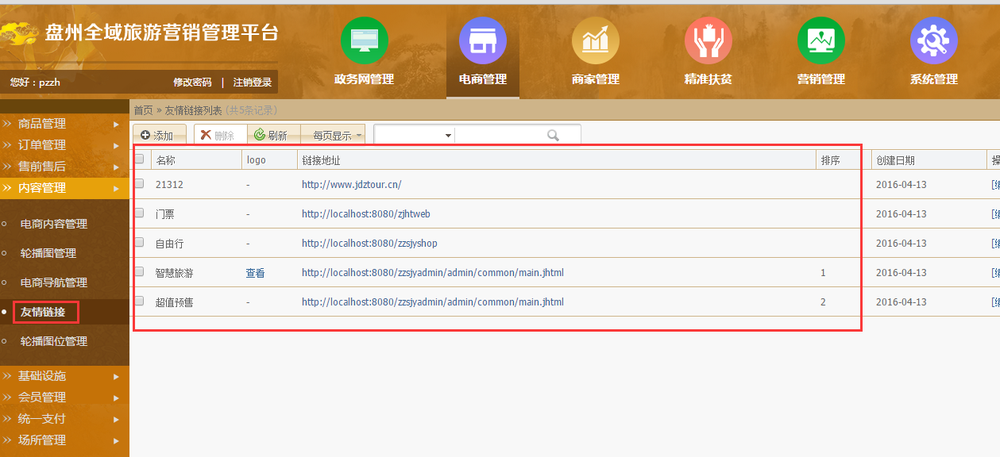 盘州全域旅游营销管理平台
您好：pzzh 修改密码 | 注销登录
政务网管理 电商管理 商家管理 精准扶贫 营销管理 系统管理
首页 » 友情链接列表 (共5条记录)
添加 删除 刷新 每页显示
名称 logo 链接地址 排序 创建日期 操
21312 - http://www.jdztour.cn/ 2016-04-13 [编
门票 - http://localhost:8080/zjhtweb 2016-04-13 [编
自由行 - http://localhost:8080/zzsjyshop 2016-04-13 [编
智慧旅游 查看 http://localhost:8080/zzsjyadmin/admin/common/main.jhtml 1 2016-04-13 [编
超值预售 - http://localhost:8080/zzsjyadmin/admin/common/main.jhtml 2 2016-04-13 [编
商品管理
订单管理
售前售后
内容管理
电商内容管理
轮播图管理
电商导航管理
友情链接
轮播图位管理
基础设施
会员管理
统一支付
场所管理